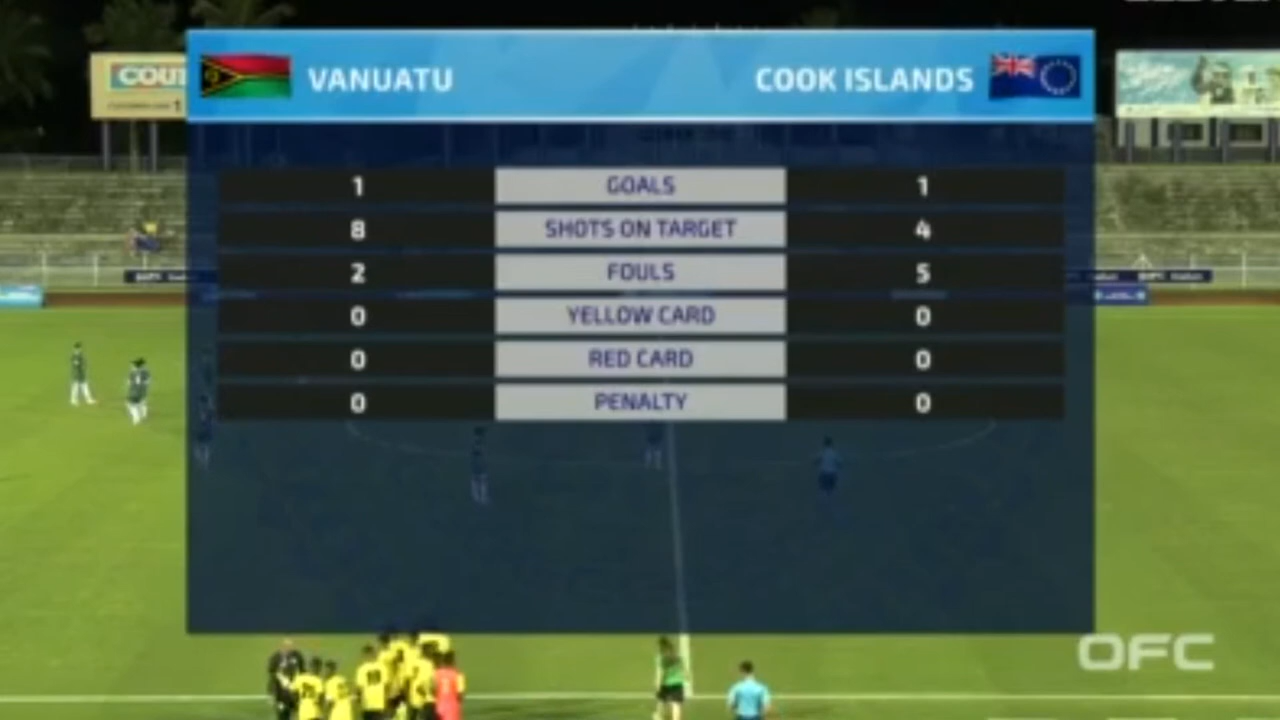 VANUATU COOK ISLANDS
1 GOALS 1
8 SHOTS ON TARGET 4
2 FOULS 5
0 YELLOW CARD 0
0 RED CARD 0
0 PENALTY 0
OFC